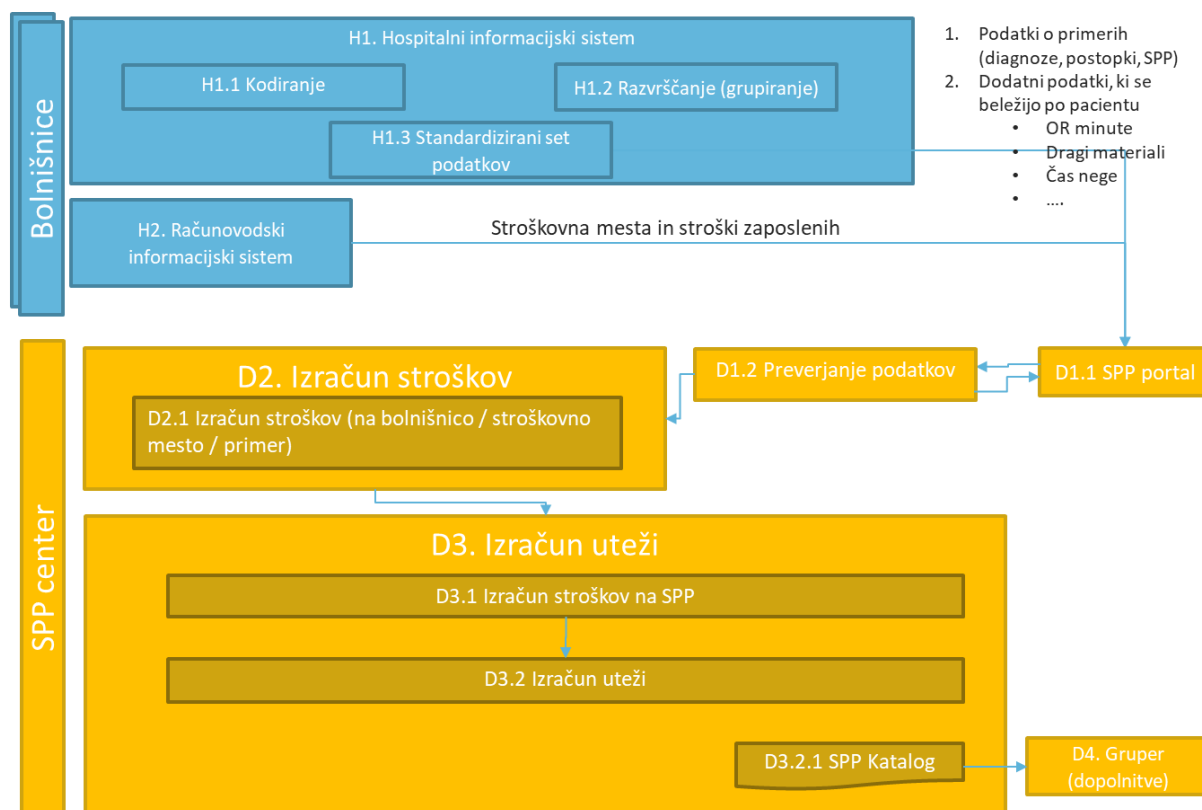 Bolnišnice
H1. Hospitalni informacijski sistem
H1.1 Kodiranje
H1.2 Razvrščanje (grupiranje)
H1.3 Standardizirani set
podatkov
1. Podatki o primerih
(diagnoze, postopki, SPP)
2. Dodatni podatki, ki se
beležijo po pacientu
• OR minute
• Dragi materiali
• Čas nege
• ....
H2. Računovodski
informacijski sistem
Stroškovna mesta in stroški zaposlenih
SPP center
D2. Izračun stroškov
D2.1 Izračun stroškov (na bolnišnico / stroškovno
mesto / primer)
D1.2 Preverjanje podatkov
D1.1 SPP portal
D3. Izračun uteži
D3.1 Izračun stroškov na SPP
D3.2 Izračun uteži
D3.2.1 SPP Katalog
D4. Gruper
(dopolnitve)